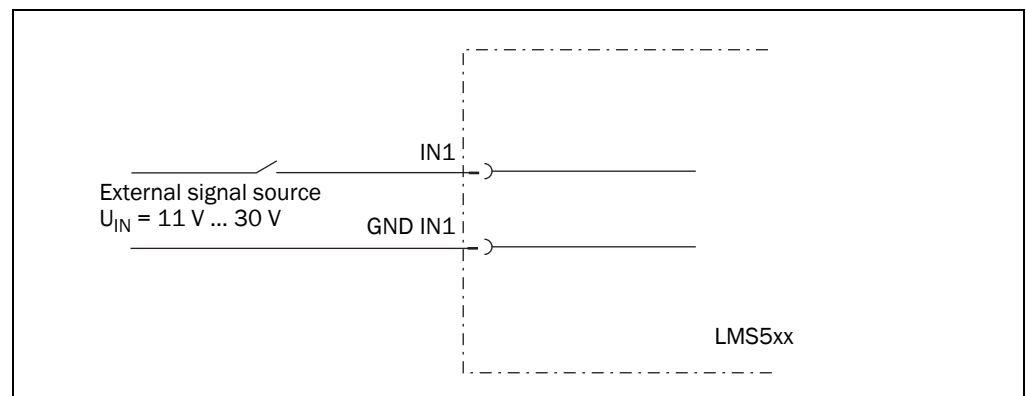 IN1
External signal source
U_IN = 11 V ... 30 V
GND IN1
LMS5xx